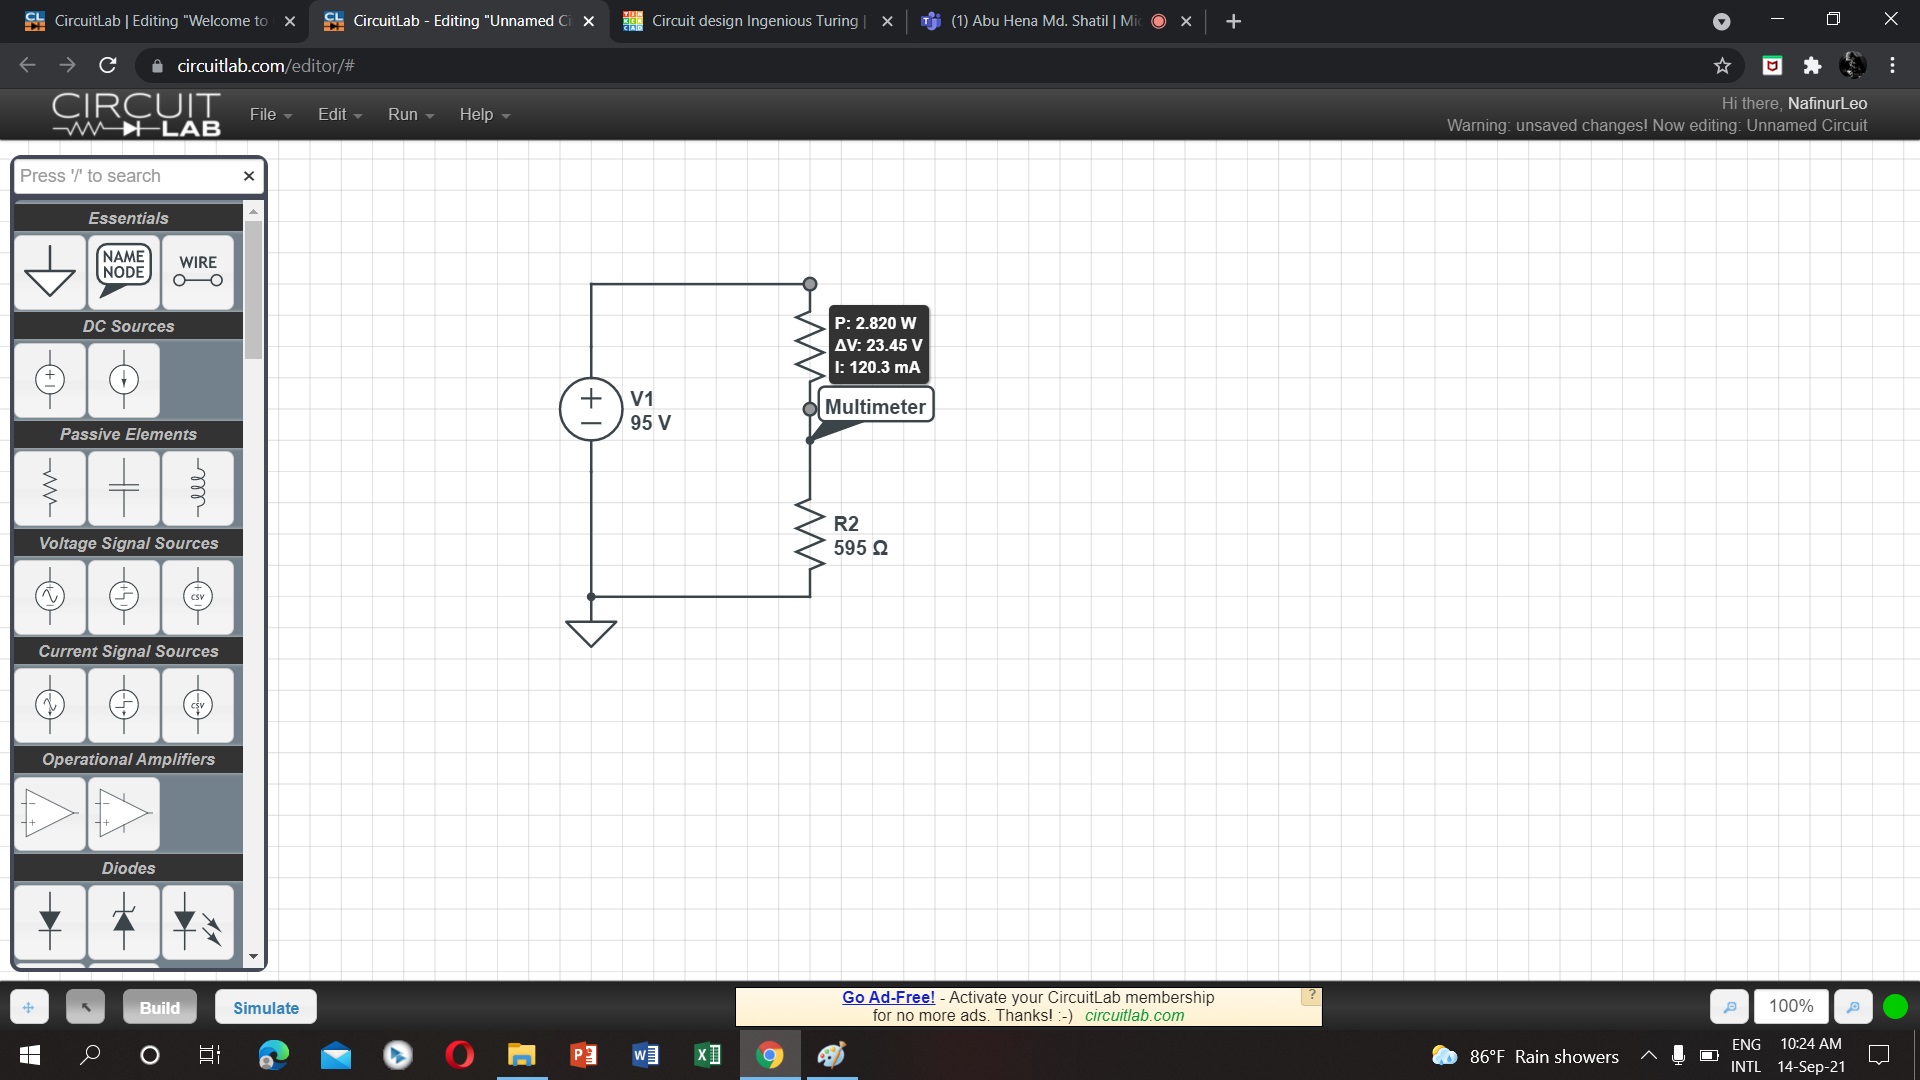 CircuitLab | Editing "Welcome to
CircuitLab - Editing "Unnamed Ci
Circuit design Ingenious Turing |
(1) Abu Hena Md. Shatil | Mic
circuitlab.com/editor/#
CIRCUIT
LAB
File
Edit
Run
Help
Hi there, NafinurLeo
Warning: unsaved changes! Now editing: Unnamed Circuit
Press '/' to search
Essentials
NAME
NODE
WIRE
DC Sources
Passive Elements
Voltage Signal Sources
csv
Current Signal Sources
csv
Operational Amplifiers
Diodes
P: 2.820 W
ΔV: 23.45 V
I: 120.3 mA
Multimeter
V1
95 V
R2
595 Ω
Build
Simulate
Go Ad-Free! - Activate your CircuitLab membership
for no more ads. Thanks! :-) circuitlab.com
?
100%
86°F Rain showers
ENG
INTL
10:24 AM
14-Sep-21